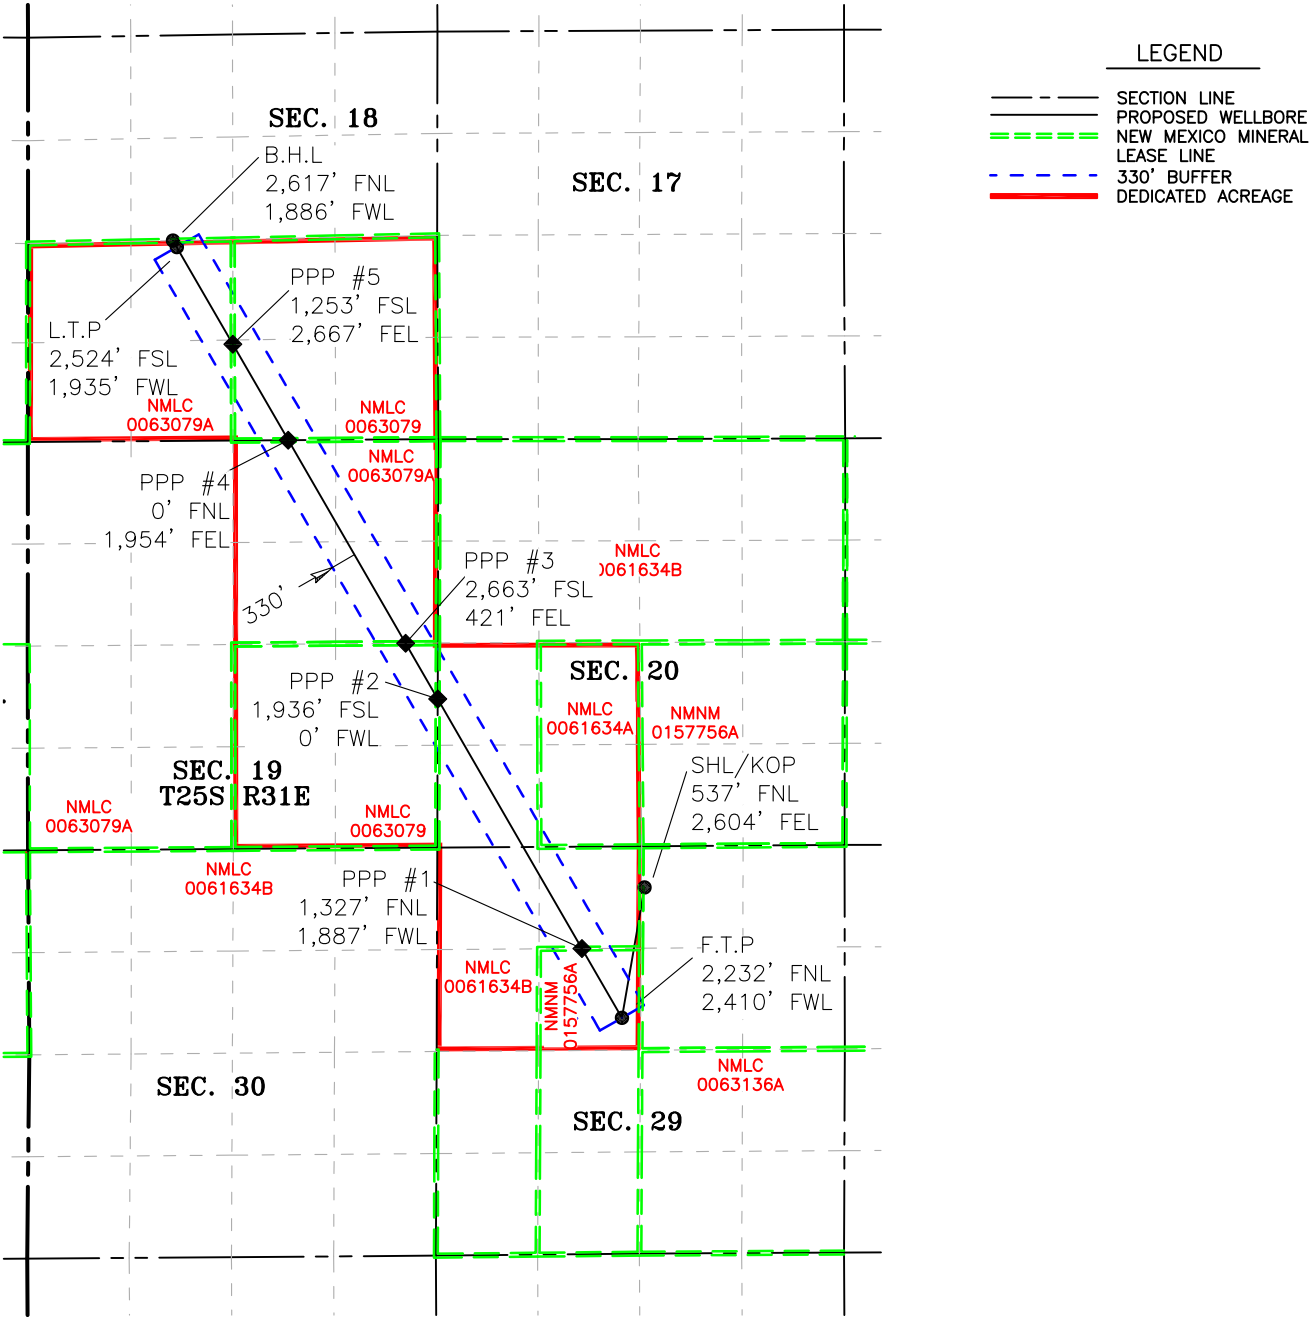 LEGEND
SECTION LINE
PROPOSED WELLBORE
NEW MEXICO MINERAL
LEASE LINE
330' BUFFER
DEDICATED ACREAGE
SEC. 18
B.H.L
2,617' FNL
1,886' FWL
SEC. 17
PPP #5
1,253' FSL
2,667' FEL
L.T.P
2,524' FSL
1,935' FWL
NMLC
0063079A
NMLC
0063079
NMLC
0063079A
PPP #4
0' FNL
1,954' FEL
NMLC
0061634B
PPP #3
2,663' FSL
421' FEL
330'
SEC. 20
PPP #2
1,936' FSL
0' FWL
NMLC
0061634A
NMNM
0157756A
SEC. 19
T25S R31E
SHL/KOP
537' FNL
2,604' FEL
NMLC
0063079A
NMLC
0063079
NMLC
0061634B
PPP #1
1,327' FNL
1,887' FWL
F.T.P
2,232' FNL
2,410' FWL
NMLC
0061634B
NMNM
0157756A
NMLC
0063136A
SEC. 30
SEC. 29